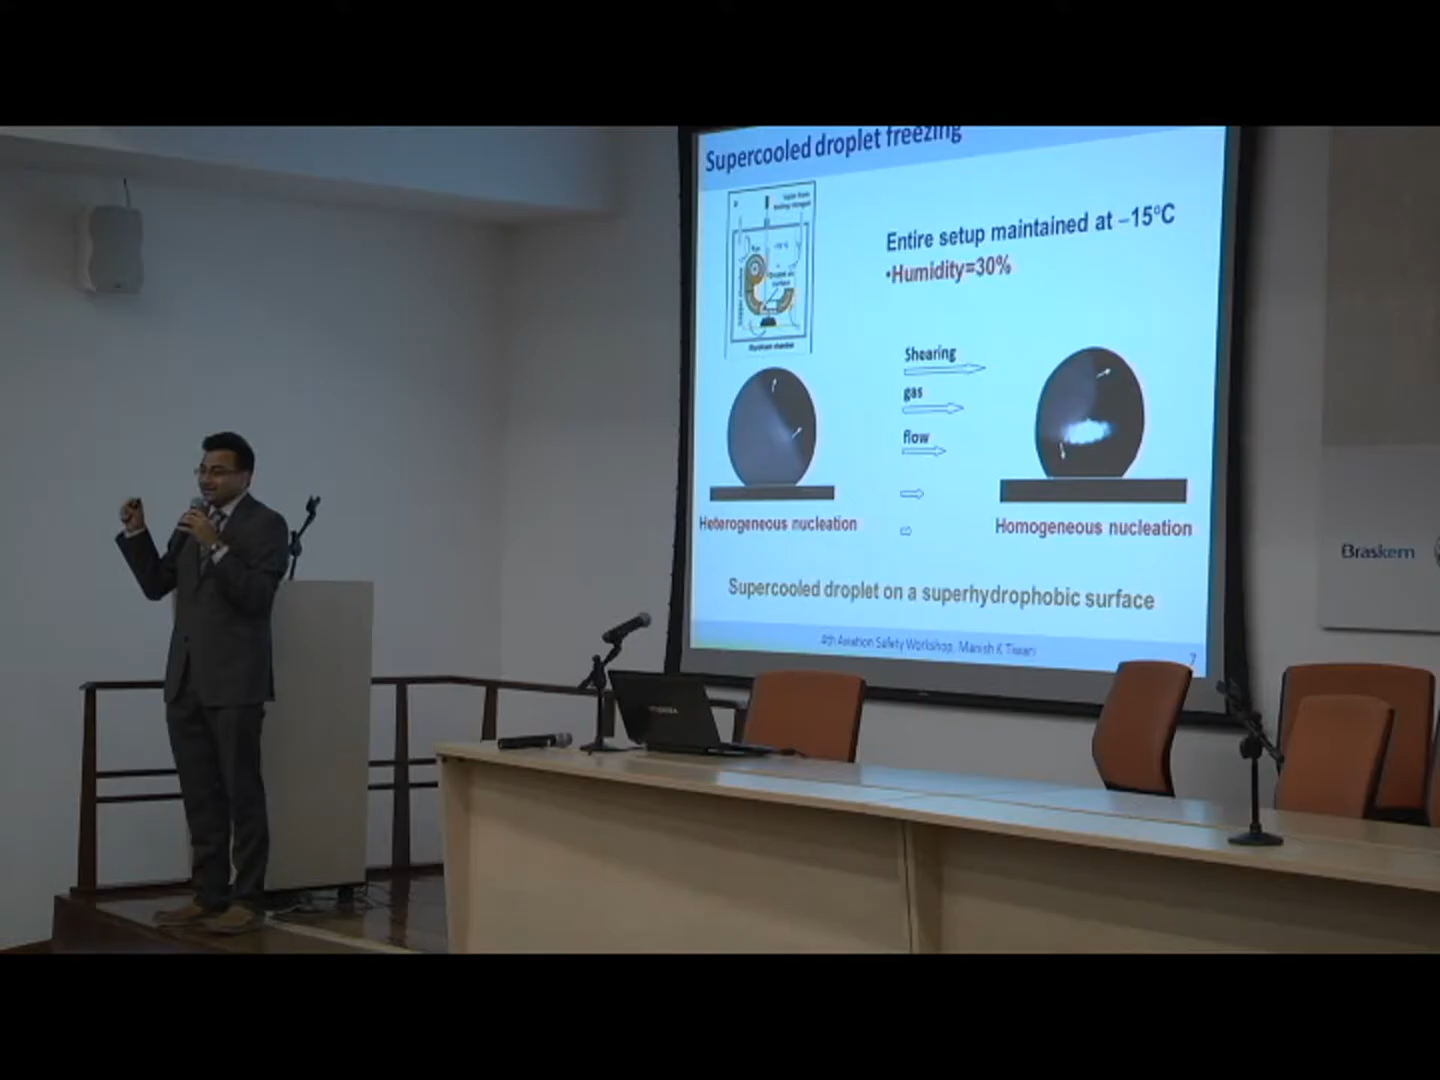 Supercooled droplet freezing
Entire setup maintained at –15°C
•Humidity=30%
Shearing
gas
flow
Heterogeneous nucleation
Homogeneous nucleation
Supercooled droplet on a superhydrophobic surface
4th Aviation Safety Workshop, Manish K Tiwari
7
Braskem